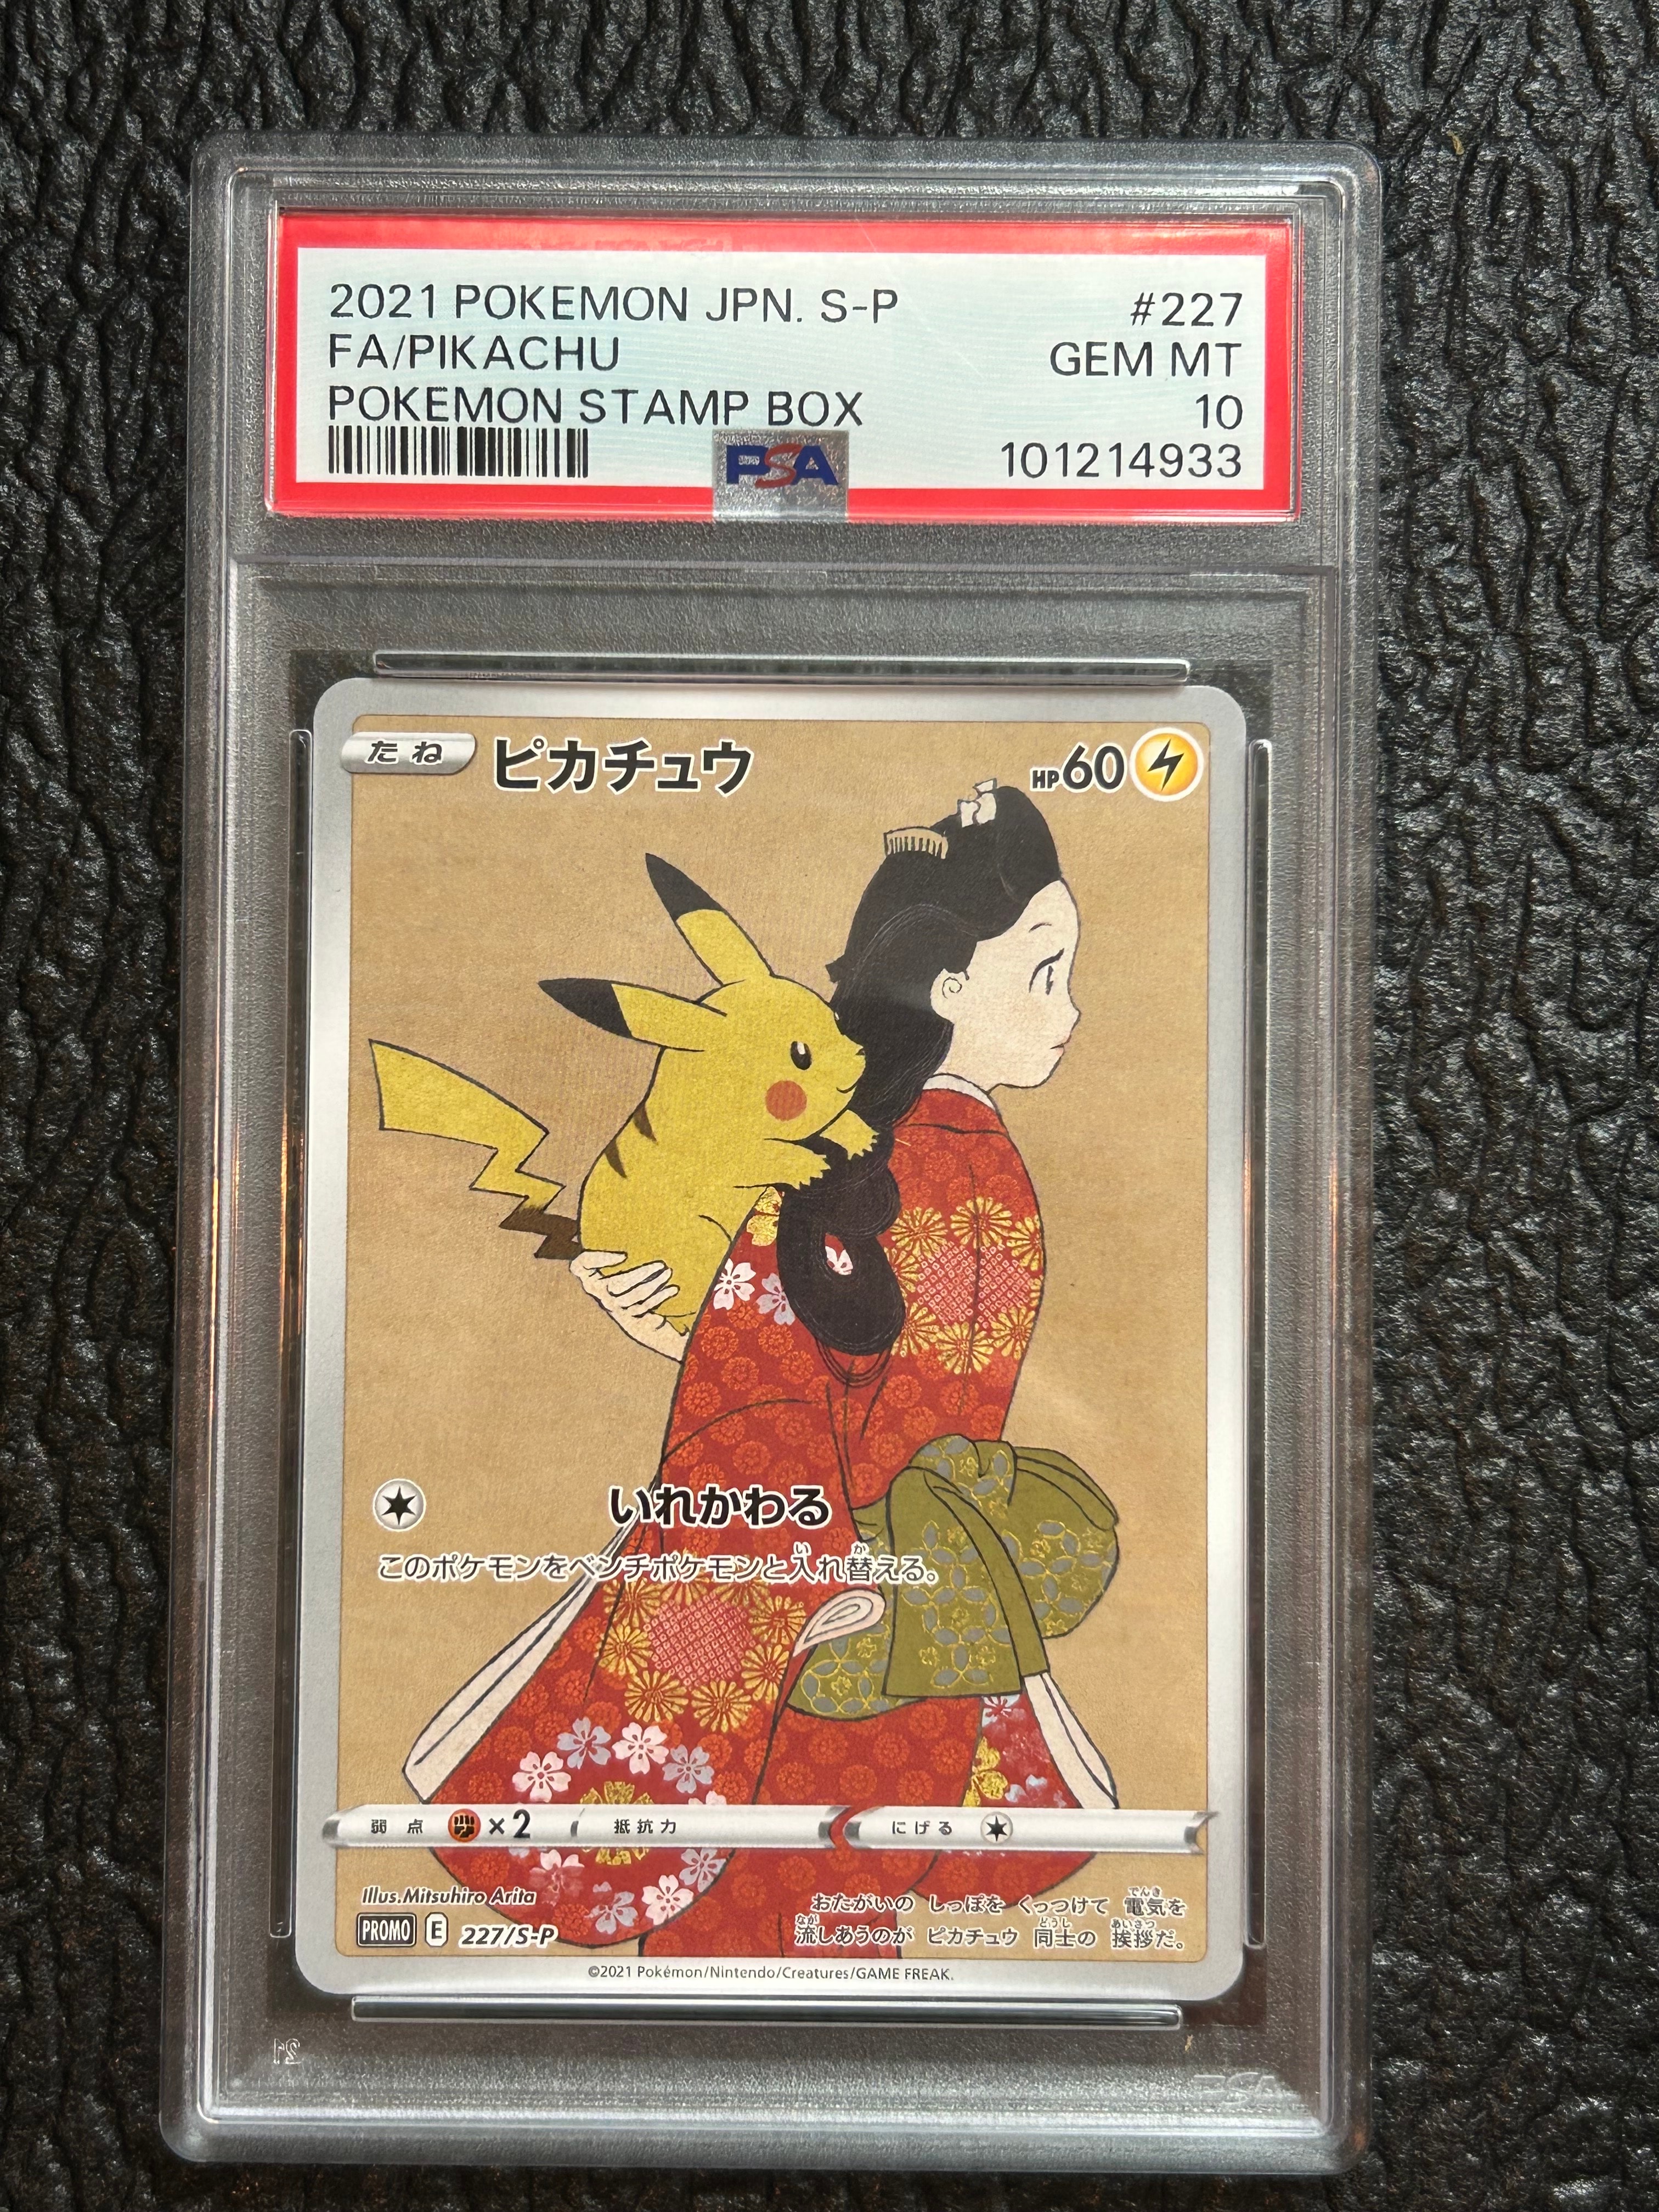 2021 POKEMON JPN. S-P #227
FA/PIKACHU GEM MT
POKEMON STAMP BOX 10
PSA 101214933
たね ピカチュウ HP60
いれかわる
このポケモンをベンチポケモンと入れ替える。
弱点 ×2 抵抗力 にげる
Illus. Mitsuhiro Arita
PROMO E 227/S-P
おたがいの しっぽを くっつけて 電気を
流しあうのが ピカチュウ 同士の 挨拶だ。
©2021 Pokémon/Nintendo/Creatures/GAME FREAK.
PSA